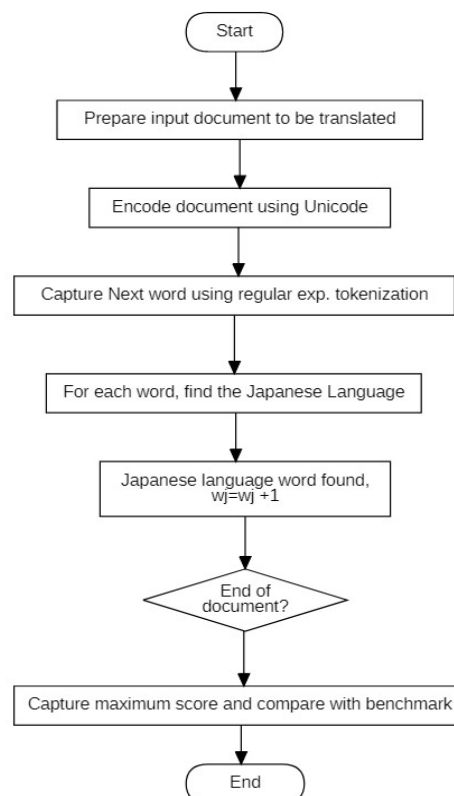 Start
Prepare input document to be translated
Encode document using Unicode
Capture Next word using regular exp. tokenization
For each word, find the Japanese Language
Japanese language word found,
wj=wj +1
End of
document?
Capture maximum score and compare with benchmark
End